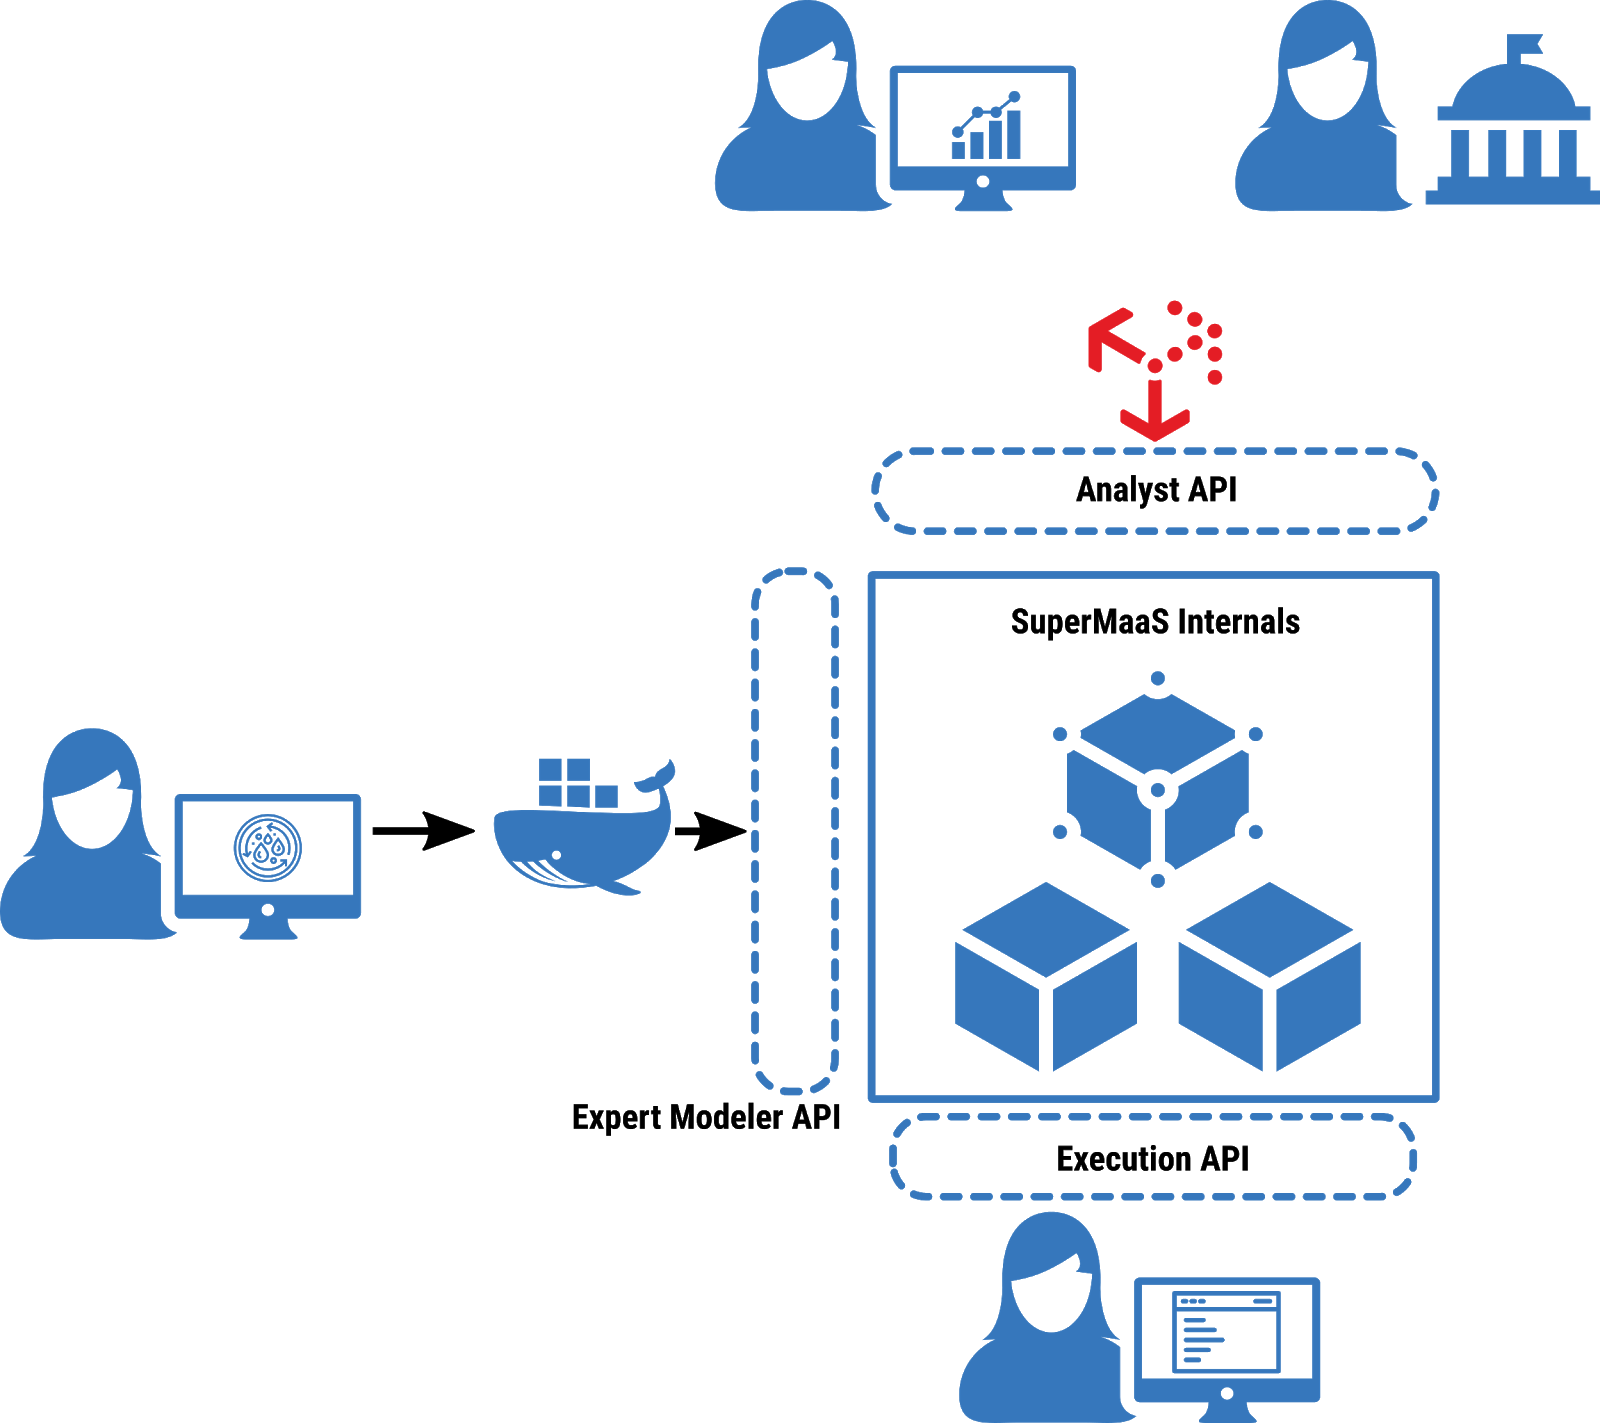 Analyst API
SuperMaaS Internals
Expert Modeler API
Execution API